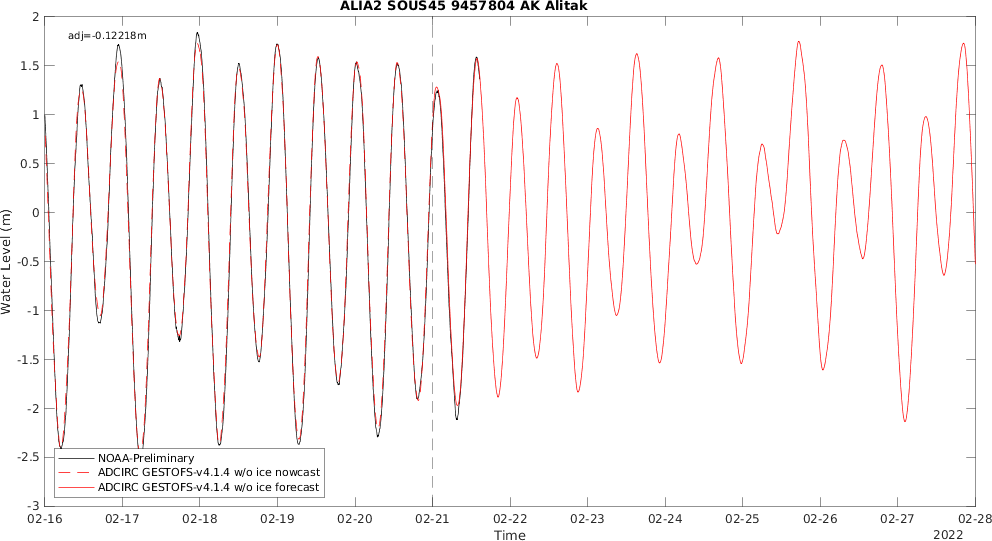 ALIA2 SOUS45 9457804 AK Alitak
adj=-0.12218m
2
1.5
1
0.5
0
-0.5
-1
-1.5
-2
-2.5
-3
Water Level (m)
NOAA-Preliminary
ADCIRC GESTOFS-v4.1.4 w/o ice nowcast
ADCIRC GESTOFS-v4.1.4 w/o ice forecast
02-16 02-17 02-18 02-19 02-20 02-21 02-22 02-23 02-24 02-25 02-26 02-27 02-28
Time
2022